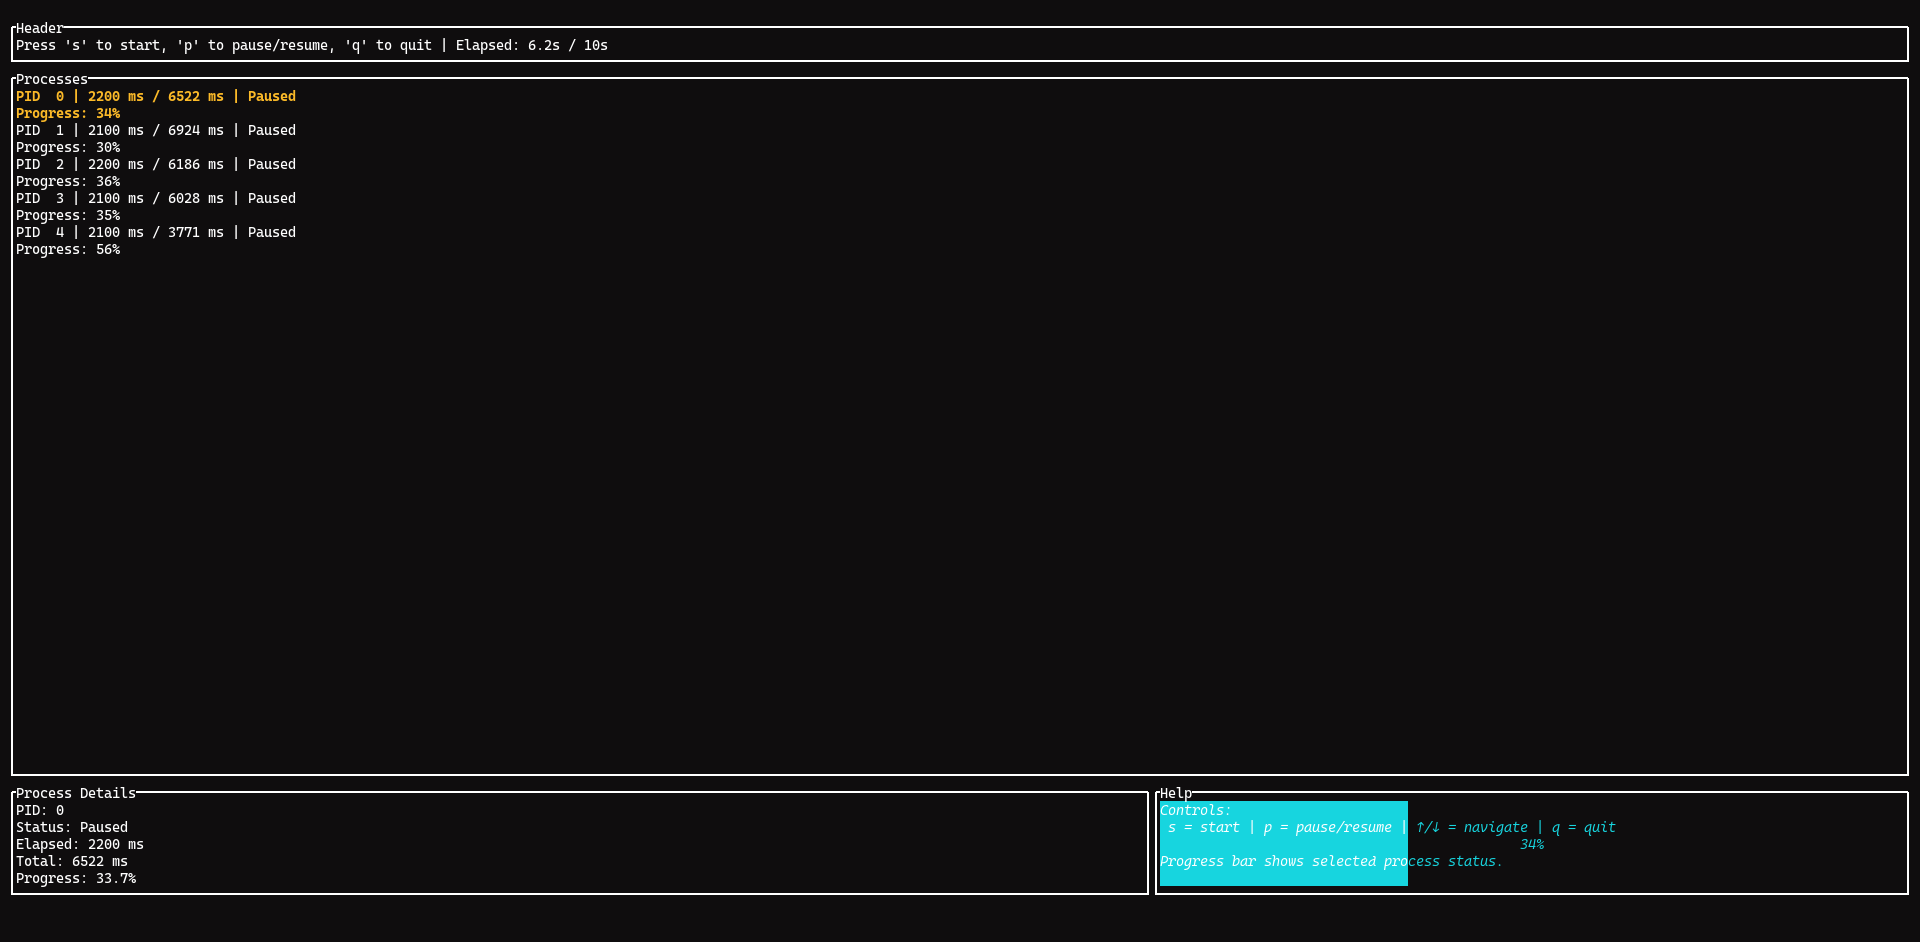 Header
Press 's' to start, 'p' to pause/resume, 'q' to quit | Elapsed: 6.2s / 10s
Processes
PID  0 | 2200 ms / 6522 ms | Paused
Progress: 34%
PID  1 | 2100 ms / 6924 ms | Paused
Progress: 30%
PID  2 | 2200 ms / 6186 ms | Paused
Progress: 36%
PID  3 | 2100 ms / 6028 ms | Paused
Progress: 35%
PID  4 | 2100 ms / 3771 ms | Paused
Progress: 56%
Process Details
PID: 0
Status: Paused
Elapsed: 2200 ms
Total: 6522 ms
Progress: 33.7%
Help
Controls:
s = start | p = pause/resume | ↑/↓ = navigate | q = quit
34%
Progress bar shows selected process status.